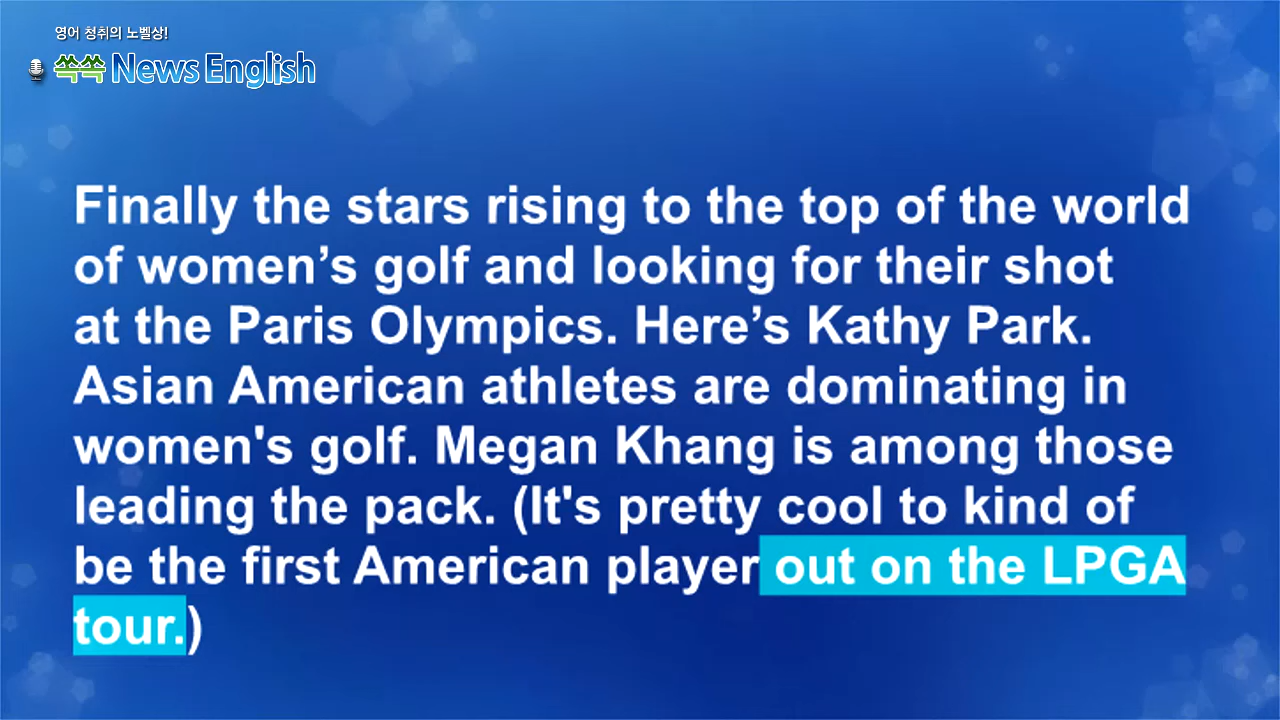 영어 청취의 노벨상!
쏙쏙 News English
Finally the stars rising to the top of the world
of women’s golf and looking for their shot
at the Paris Olympics. Here’s Kathy Park.
Asian American athletes are dominating in
women's golf. Megan Khang is among those
leading the pack. (It's pretty cool to kind of
be the first American player out on the LPGA
tour.)